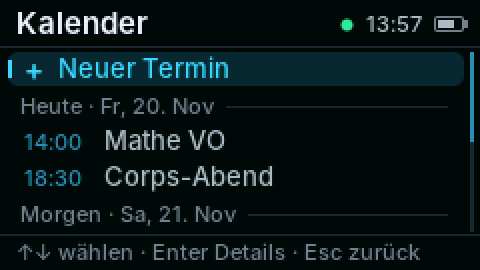 Kalender
13:57
+ Neuer Termin
Heute · Fr, 20. Nov
14:00 Mathe VO
18:30 Corps-Abend
Morgen · Sa, 21. Nov
↑↓ wählen · Enter Details · Esc zurück